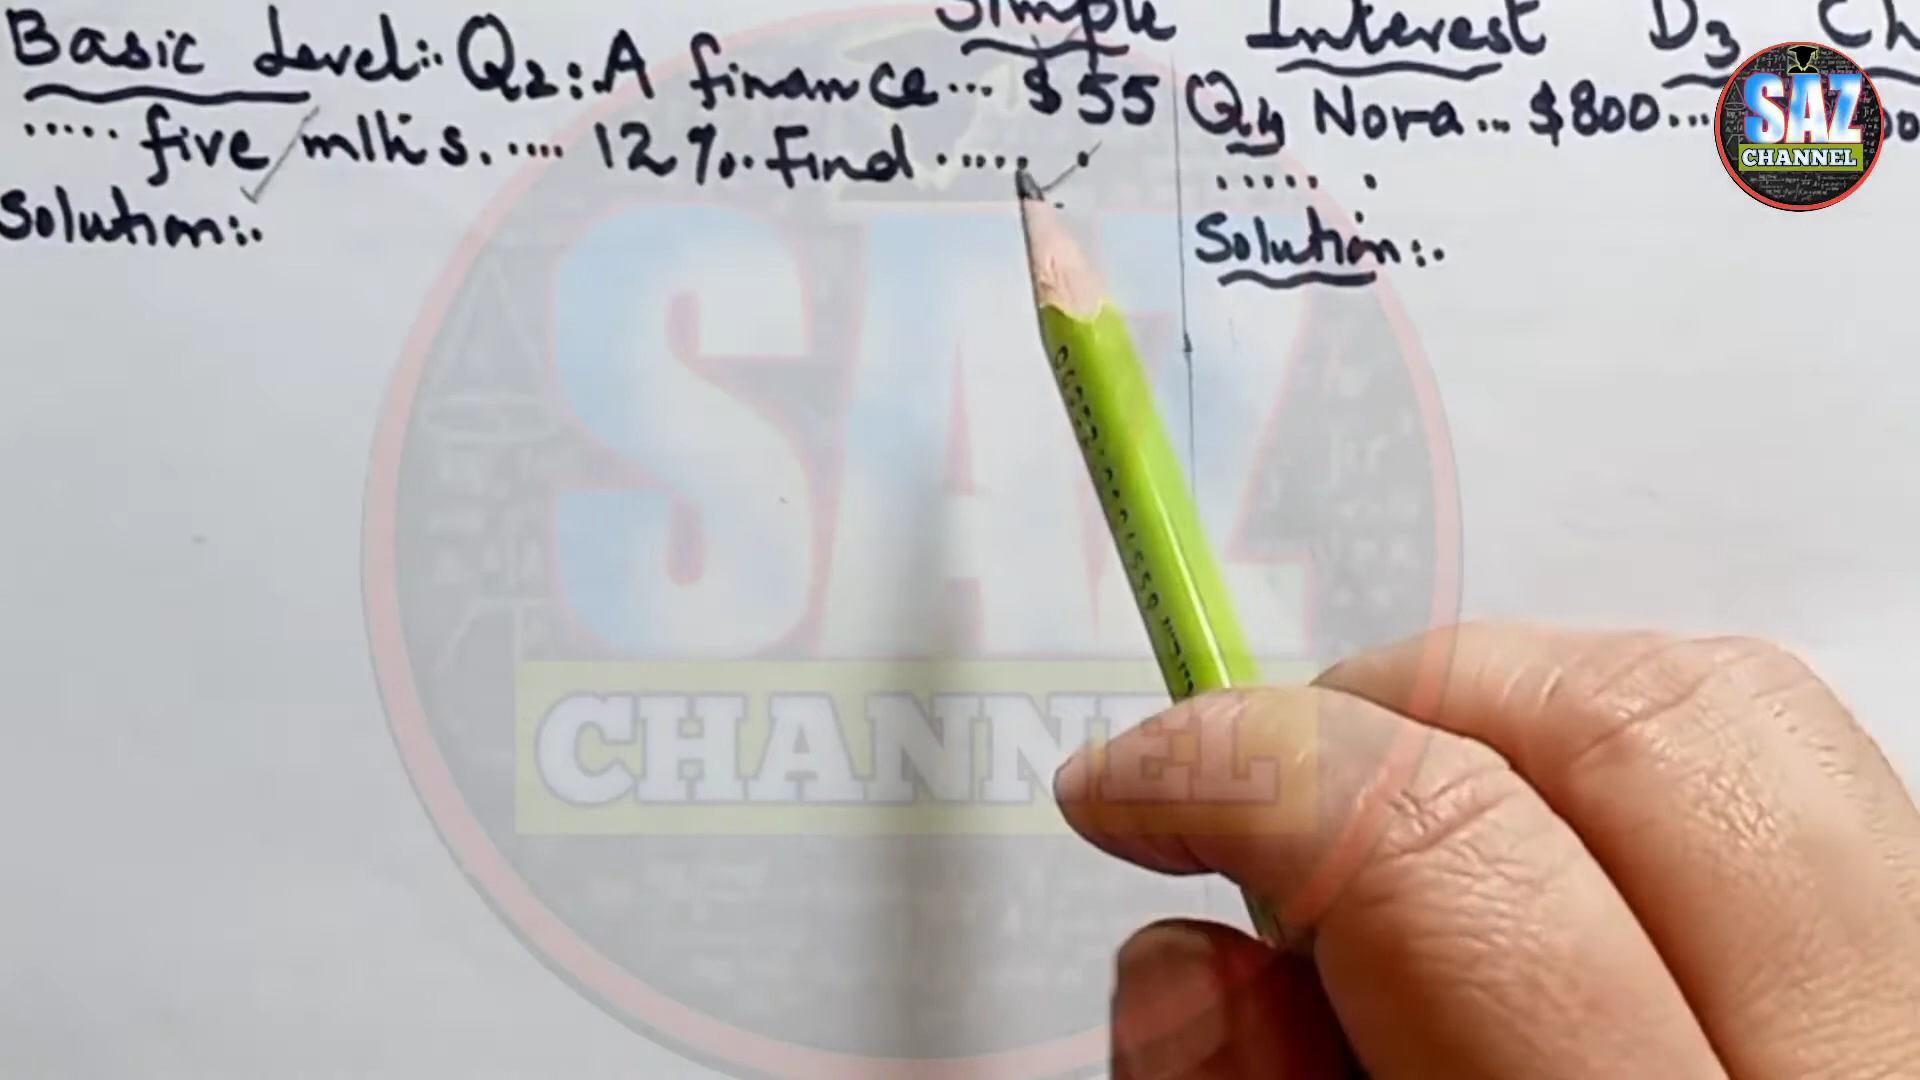 Simple Interest D3 Ch
Basic Level:. Q2:. A finance... $55
..... five mths..... 12%. Find ..... .
Solution:.
Q4 Nora... $800...
..... .
Solution:.
SAZ
CHANNEL
SAZ
CHANNEL